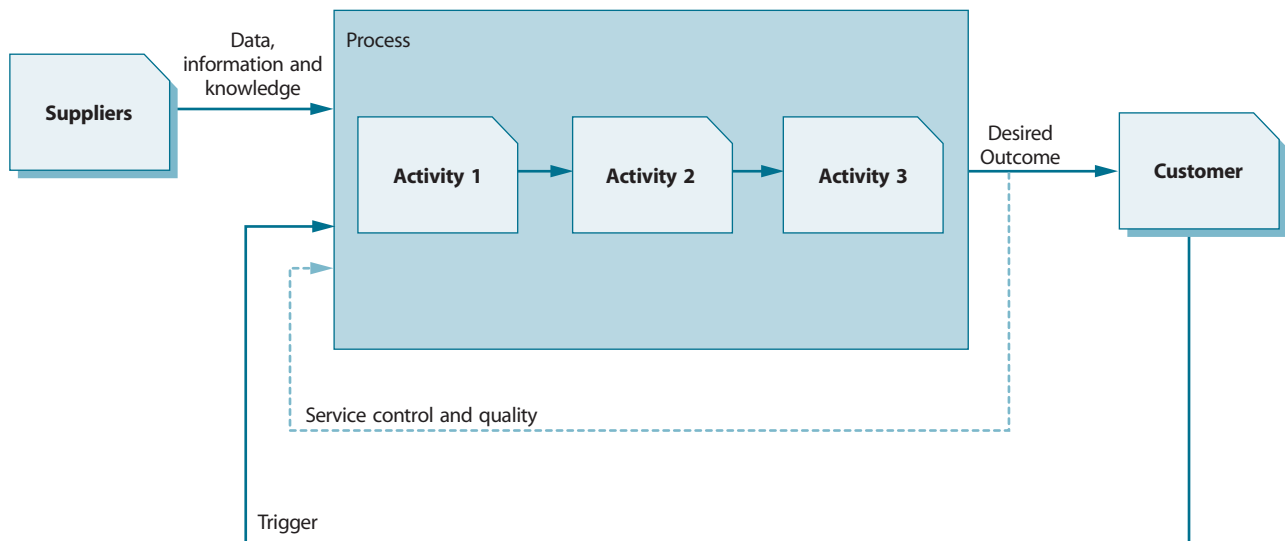 Data,
information and
knowledge
Suppliers
Process
Activity 1
Activity 2
Activity 3
Desired
Outcome
Customer
Service control and quality
Trigger